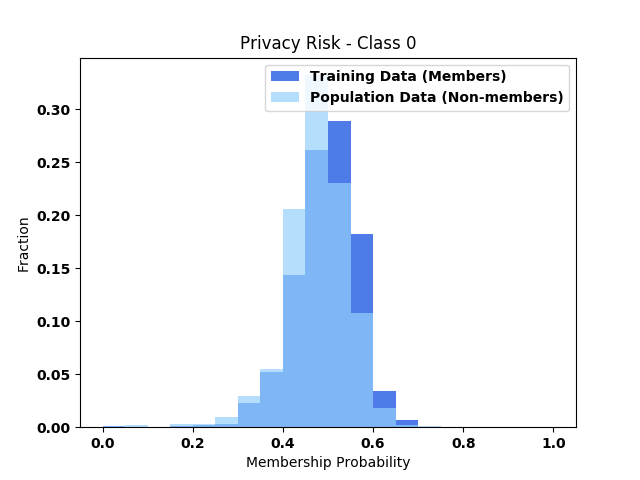 Privacy Risk - Class 0
Training Data (Members)
Population Data (Non-members)
0.30
0.25
0.20
0.15
0.10
0.05
0.00
Fraction
0.0 0.2 0.4 0.6 0.8 1.0
Membership Probability